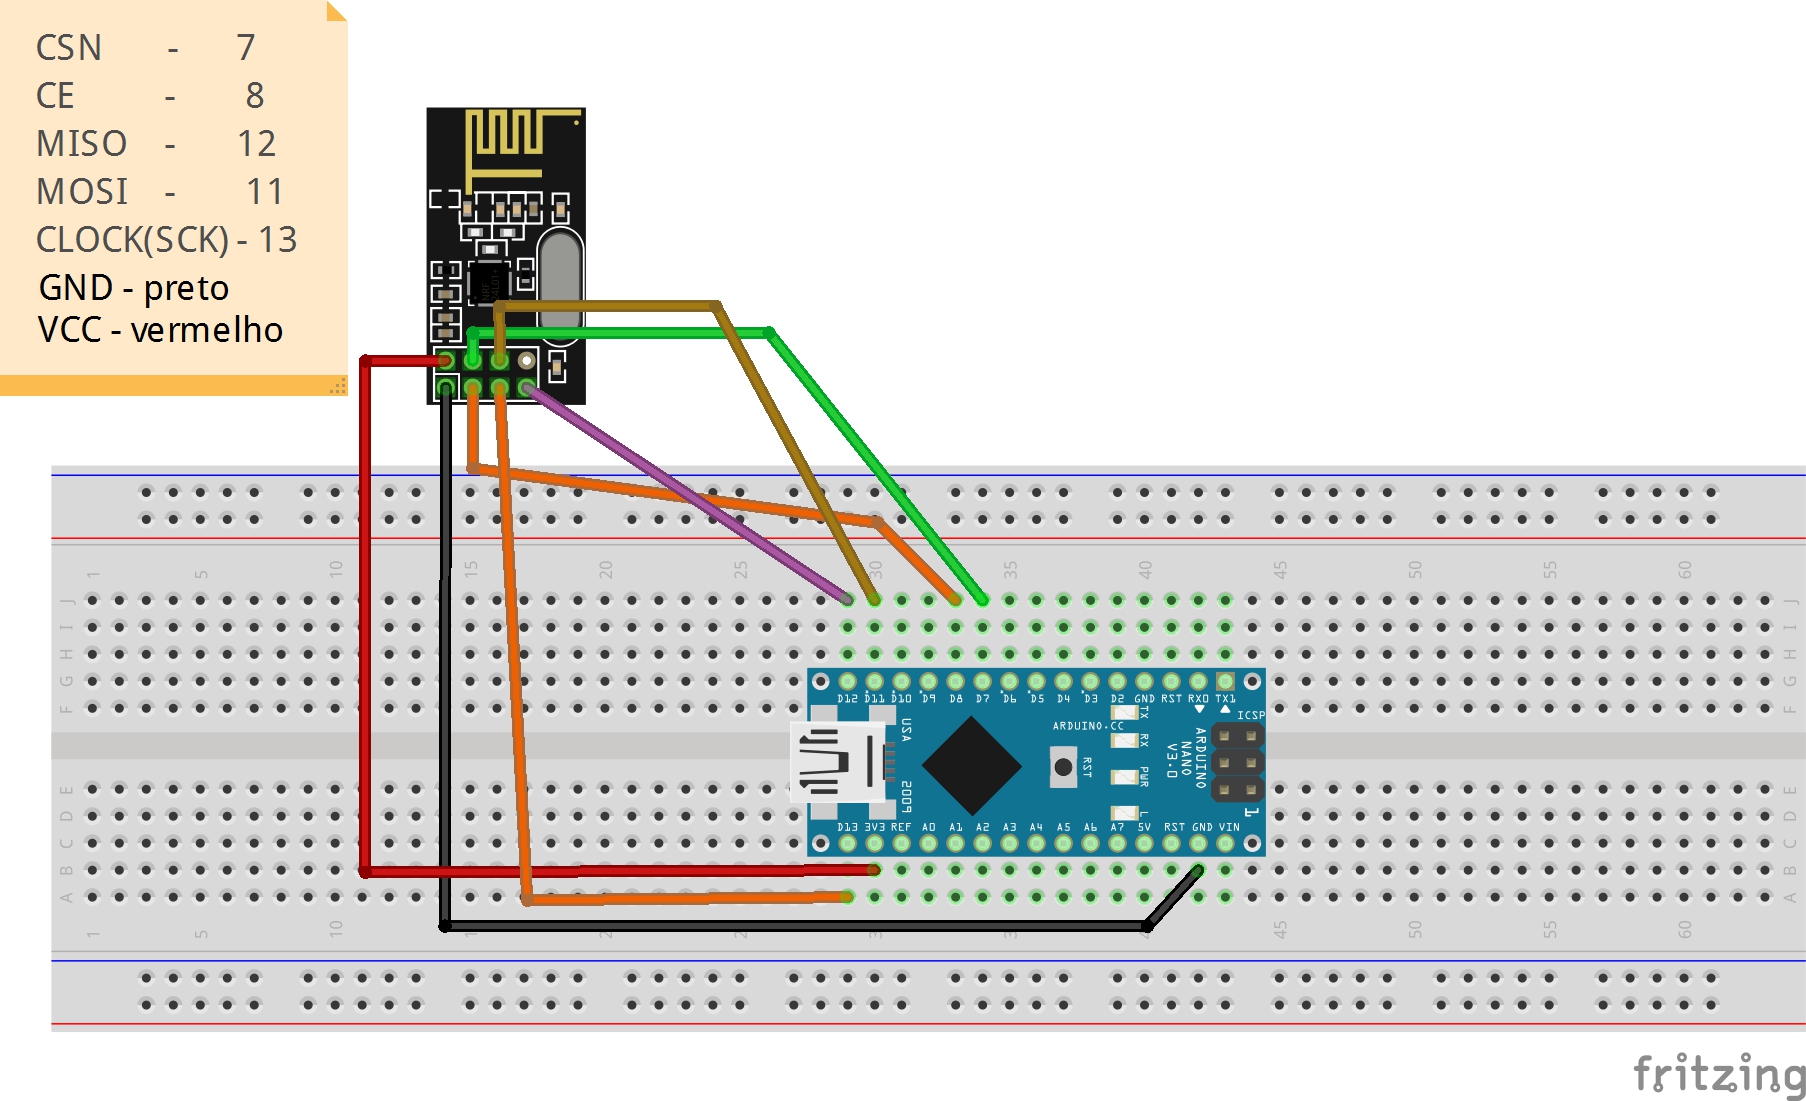 CSN - 7
CE - 8
MISO - 12
MOSI - 11
CLOCK(SCK) - 13
GND - preto
VCC - vermelho
1 5 10 15 20 25 30 35 40 45 50 55 60
J J
I I
H H
G G
F F
D12 D11 D10 D9 D8 D7 D6 D5 D4 D3 D2 GND RST RX0 TX1
ICSP
ARDUINO.CC
TX
RX
PWR
L
RST
USA
2009
ARDUINO
NANO
V3.0
1
D13 3V3 REF A0 A1 A2 A3 A4 A5 A6 A7 5V RST GND VIN
E E
D D
C C
B B
A A
1 5 10 35 45 50 55 60
fritzing